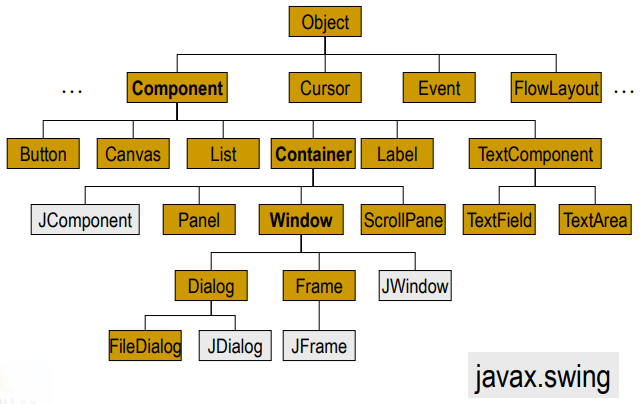 Object
... Component Cursor Event FlowLayout ...
Button Canvas List Container Label TextComponent
JComponent Panel Window ScrollPane TextField TextArea
Dialog Frame JWindow
FileDialog JDialog JFrame
javax.swing